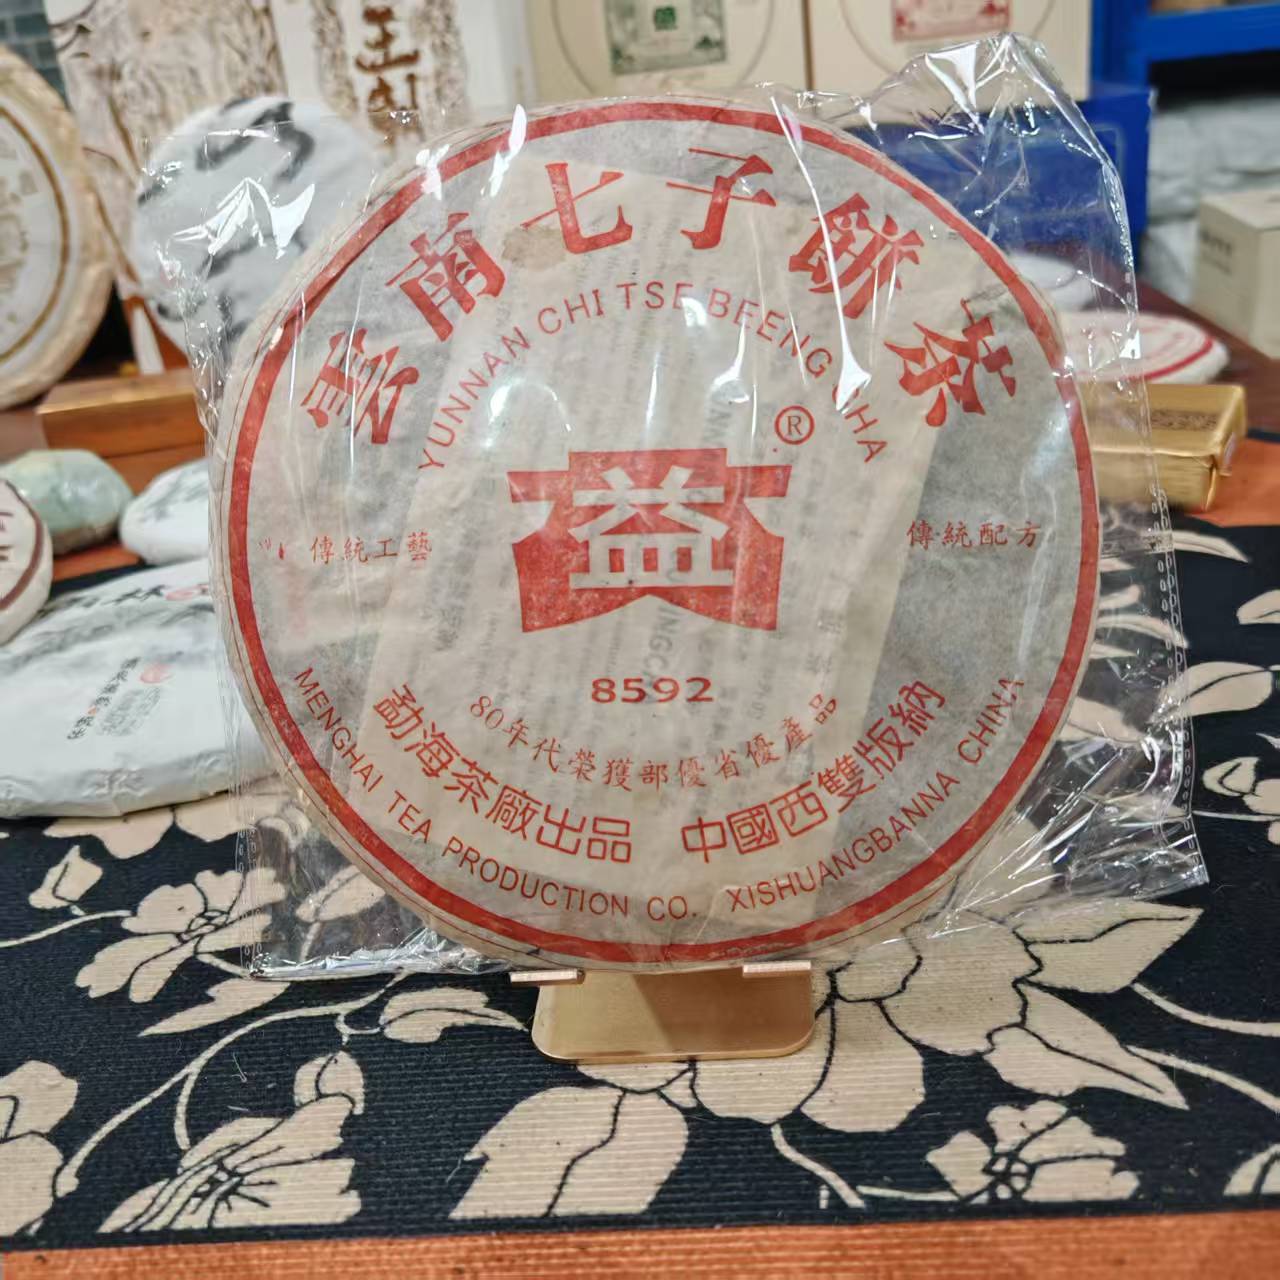 雲南七子餅茶
YUNNAN CHI TSE BEENG CHA
®
益
傳統工藝
傳統配方
8592
80年代榮獲部優省優產品
勐海茶廠出品 中國西雙版納
MENGHAI TEA PRODUCTION CO. XISHUANGBANNA CHINA